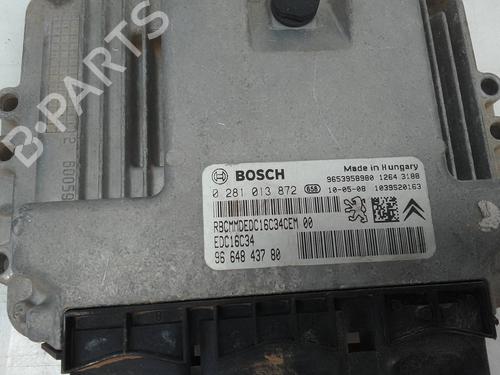 B-PARTS
BOSCH
Made in Hungary
9653958980 1264 3188
0 281 013 872 658 10-05-08 1039S20163
RBCMMDEDC16C34CEM 00
EDC16C34
96 648 437 80